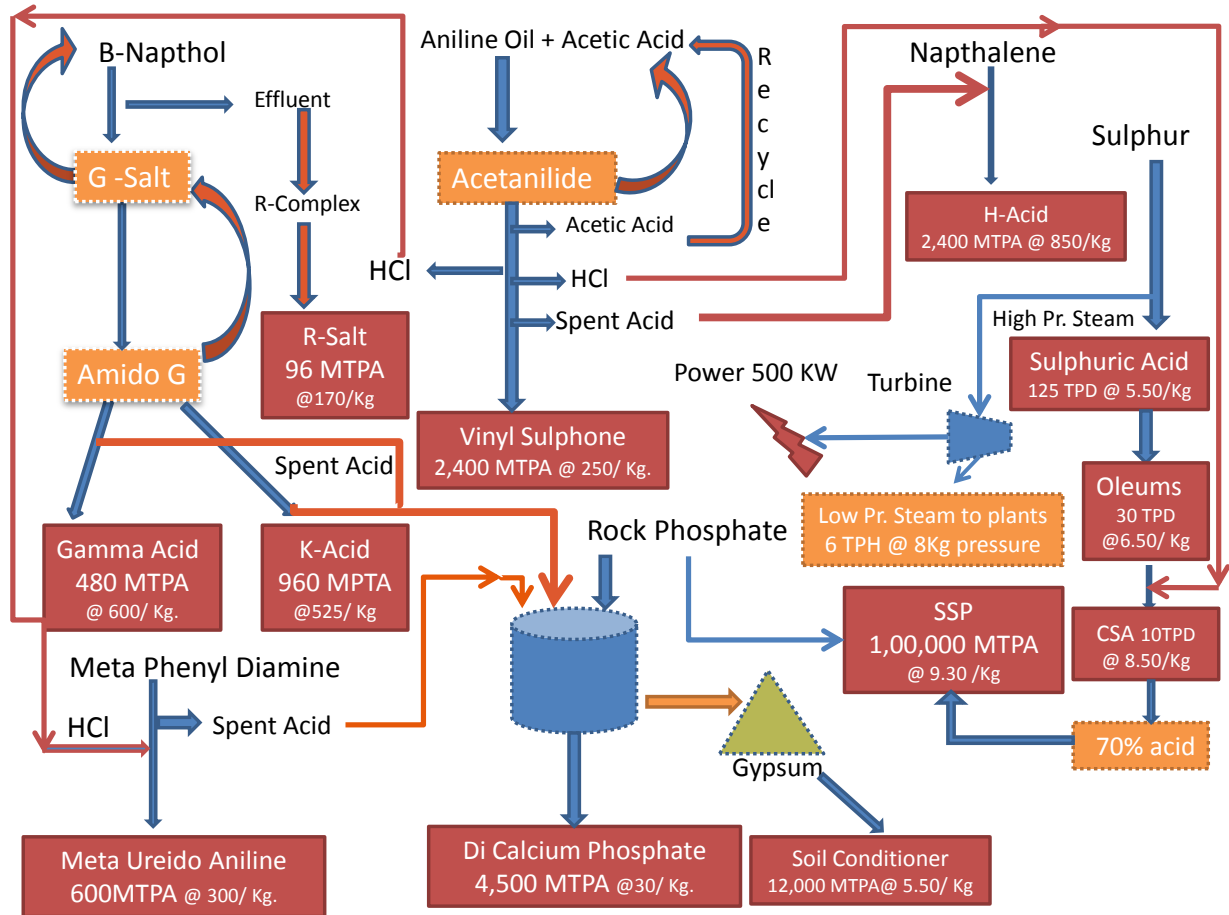 B-Napthol
Effluent
G -Salt
R-Complex
R-Salt
96 MTPA
@170/Kg
Amido G
Spent Acid
Gamma Acid
480 MTPA
@ 600/ Kg.
K-Acid
960 MPTA
@525/ Kg
Meta Phenyl Diamine
HCl
Spent Acid
Meta Ureido Aniline
600MTPA @ 300/ Kg.
Aniline Oil + Acetic Acid
Recycle
Acetanilide
Acetic Acid
HCl
HCl
Spent Acid
Vinyl Sulphone
2,400 MTPA @ 250/ Kg.
Rock Phosphate
Di Calcium Phosphate
4,500 MTPA @30/ Kg.
Gypsum
Soil Conditioner
12,000 MTPA@ 5.50/ Kg
Napthalene
H-Acid
2,400 MTPA @ 850/Kg
Sulphur
High Pr. Steam
Sulphuric Acid
125 TPD @ 5.50/Kg
Power 500 KW
Turbine
Low Pr. Steam to plants
6 TPH @ 8Kg pressure
Oleums
30 TPD
@6.50/ Kg
SSP
1,00,000 MTPA
@ 9.30 /Kg
CSA 10TPD
@ 8.50/Kg
70% acid